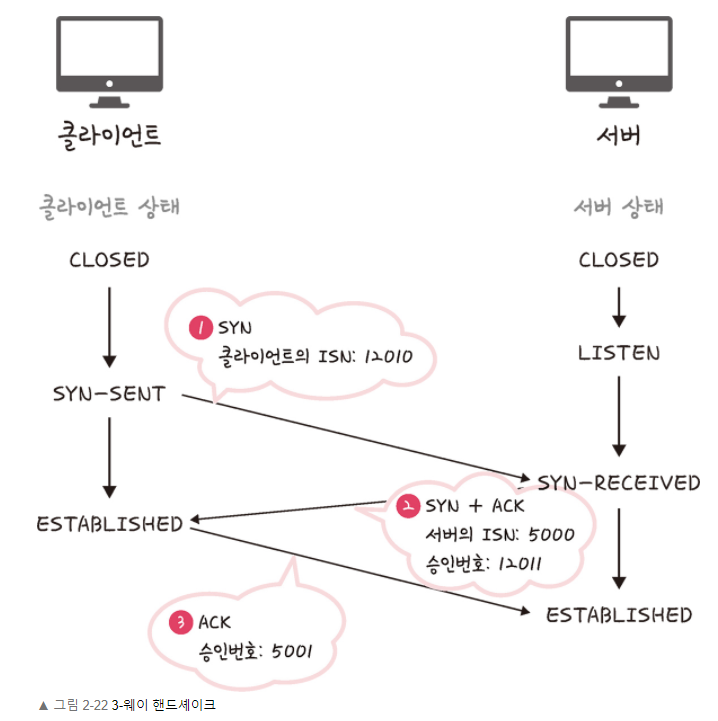 클라이언트
서버
클라이언트 상태
서버 상태
CLOSED
CLOSED
1 SYN
클라이언트의 ISN: 12010
LISTEN
SYN-SENT
SYN-RECEIVED
2 SYN + ACK
서버의 ISN: 5000
승인번호: 12011
ESTABLISHED
3 ACK
승인번호: 5001
ESTABLISHED
▲ 그림 2-22 3-웨이 핸드셰이크